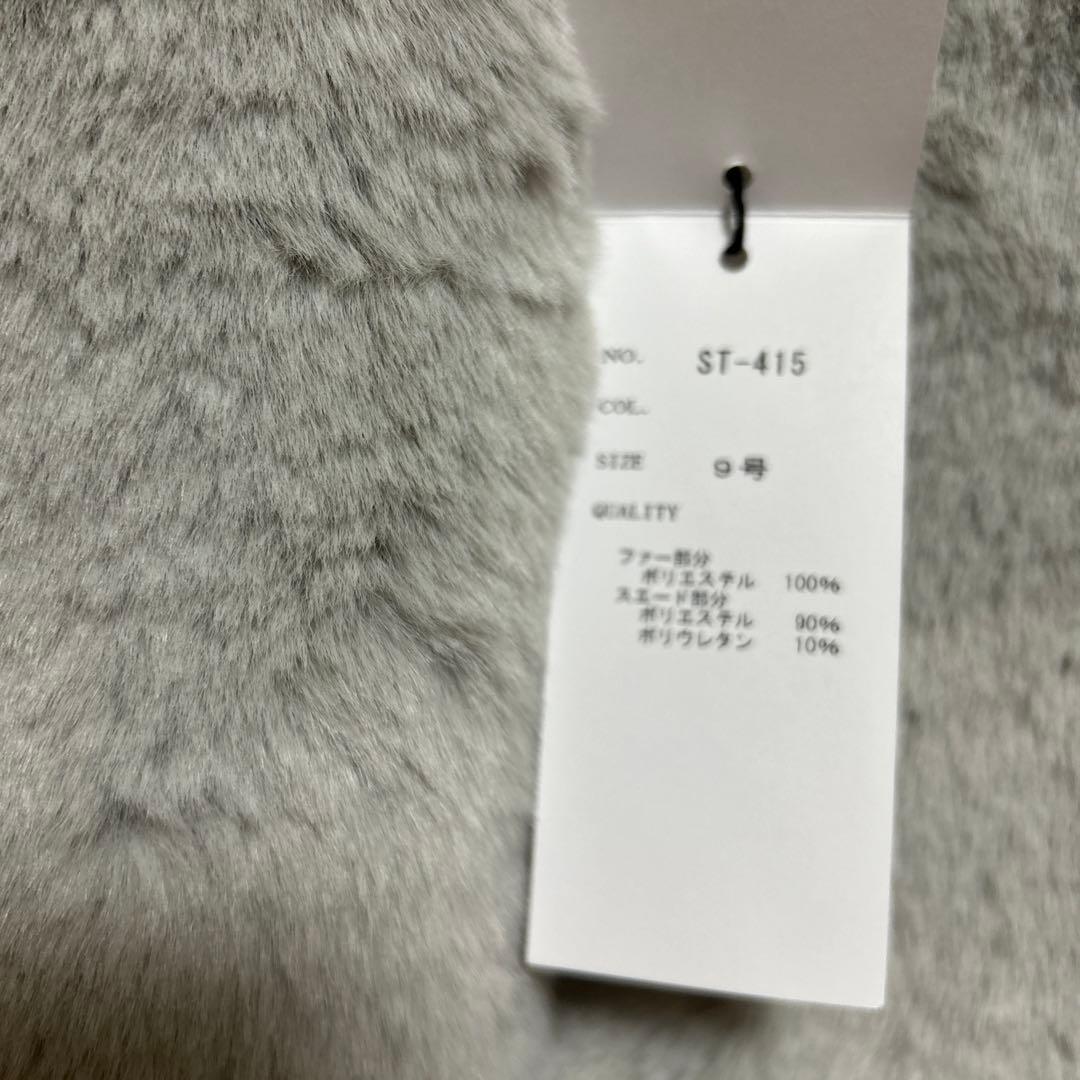 NO. ST-415
COL.
SIZE 9号
QUALITY
ファー部分
ポリエステル 100%
スエード部分
ポリエステル 90%
ポリウレタン 10%